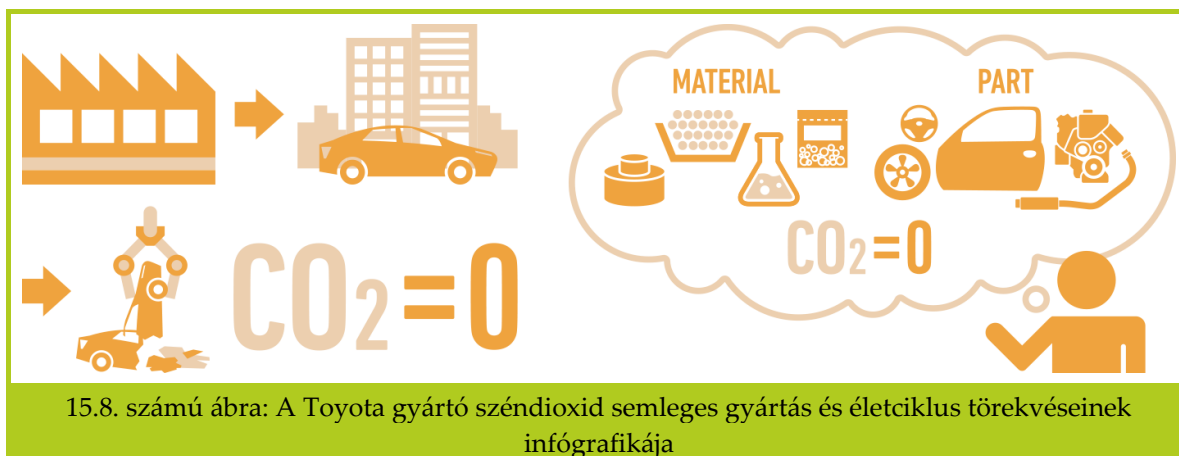 MATERIAL
PART
CO₂=0
CO₂=0
15.8. számú ábra: A Toyota gyártó széndioxid semleges gyártás és életciklus törekvéseinek
infógrafikája